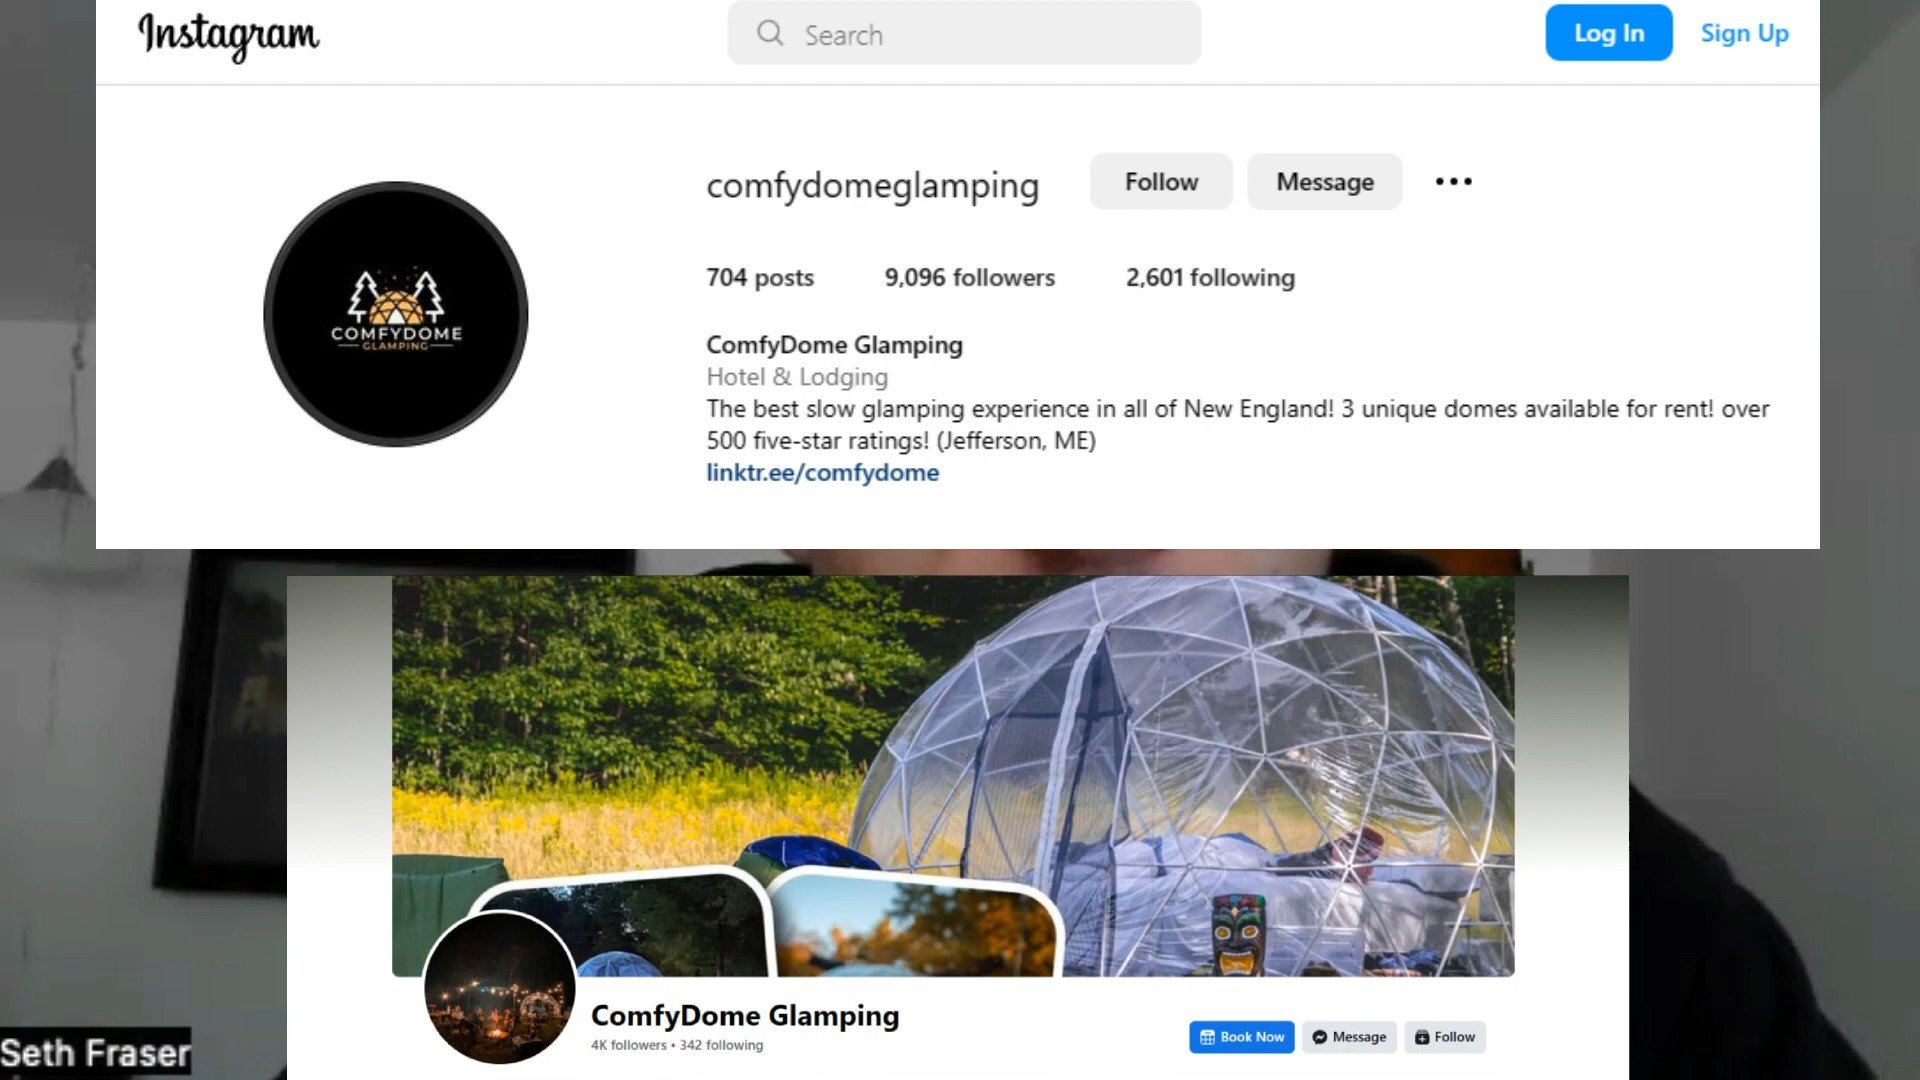 Instagram
Search
Log In
Sign Up
comfydomeglamping
Follow
Message
704 posts
9,096 followers
2,601 following
COMFYDOME
GLAMPING
ComfyDome Glamping
Hotel & Lodging
The best slow glamping experience in all of New England! 3 unique domes available for rent! over
500 five-star ratings! (Jefferson, ME)
linktr.ee/comfydome
ComfyDome Glamping
4K followers • 342 following
Book Now
Message
Follow
Seth Fraser